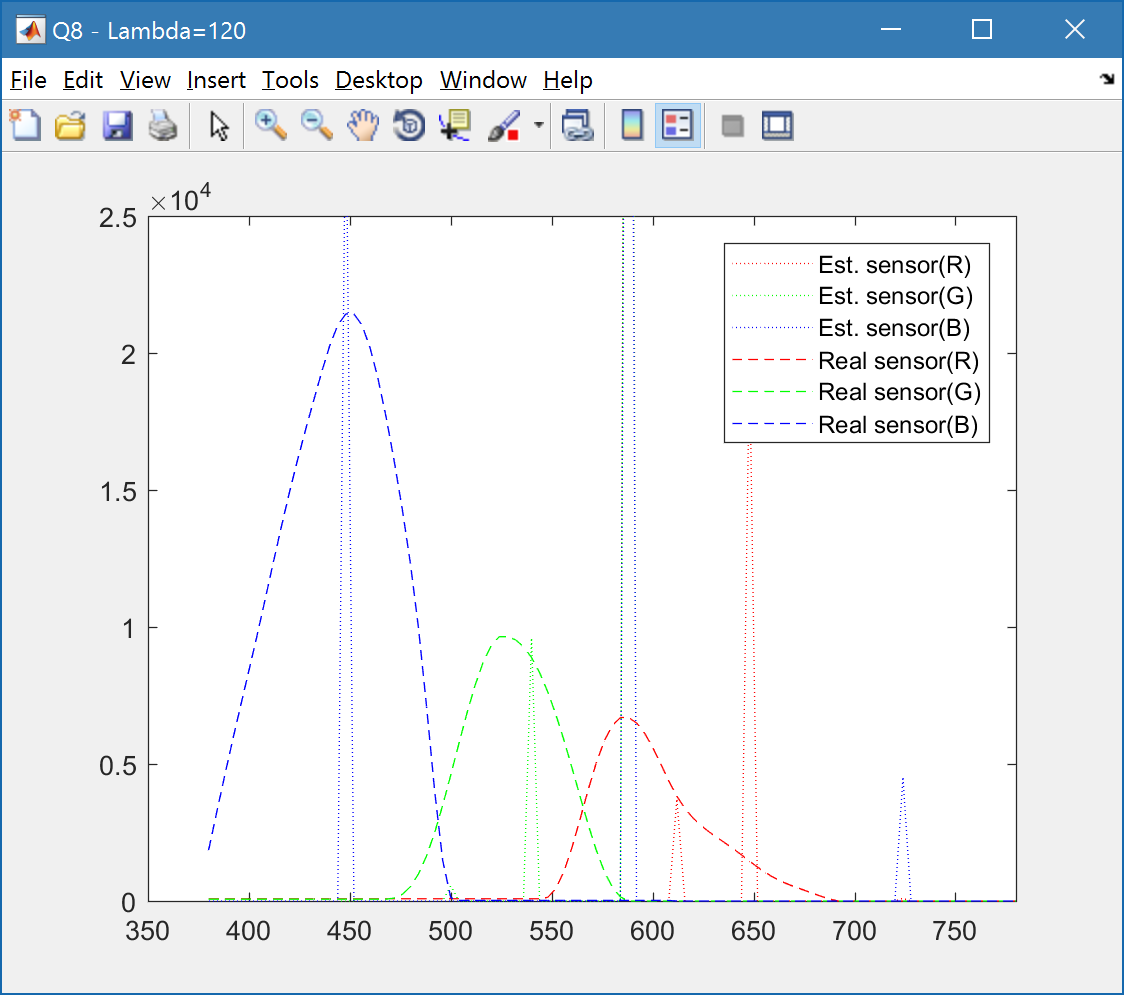 Q8 - Lambda=120
File Edit View Insert Tools Desktop Window Help
×10⁴
2.5
2
1.5
1
0.5
0
350 400 450 500 550 600 650 700 750
Est. sensor(R)
Est. sensor(G)
Est. sensor(B)
Real sensor(R)
Real sensor(G)
Real sensor(B)